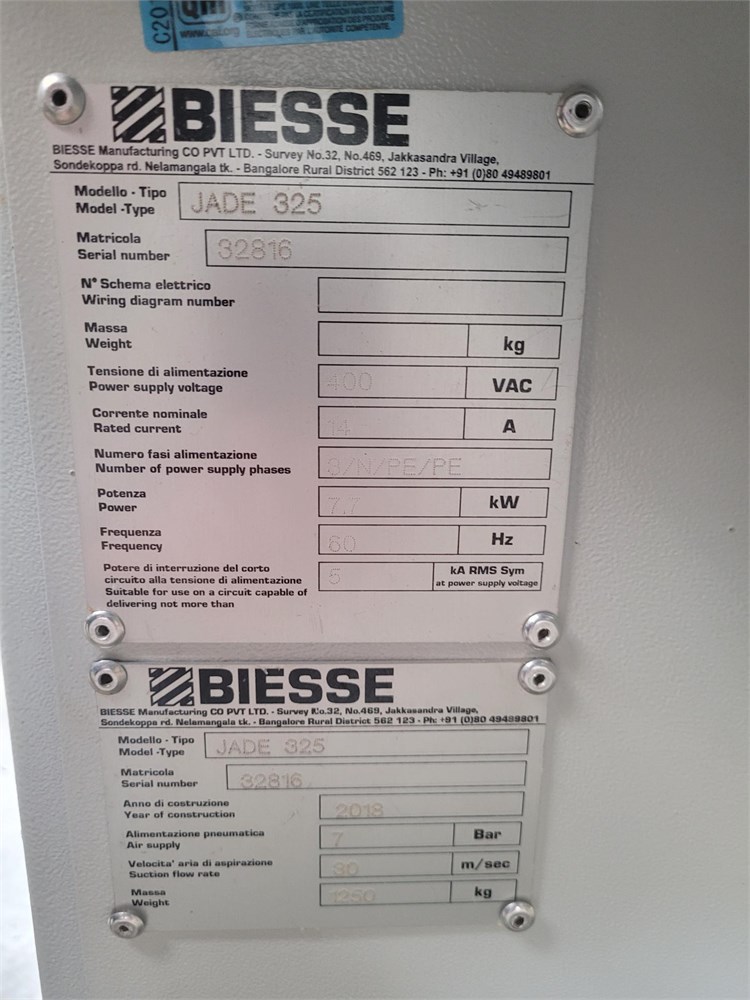 C20
www.csi.org
BIESSE
BIESSE Manufacturing CO PVT LTD. - Survey No.32, No.469, Jakkasandra Village,
Sondekoppa rd. Nelamangala tk. - Bangalore Rural District 562 123 - Ph: +91 (0)80 49489801
Modello - Tipo
Model -Type JADE 325
Matricola
Serial number 32816
N° Schema elettrico
Wiring diagram number
Massa
Weight kg
Tensione di alimentazione
Power supply voltage 400 VAC
Corrente nominale
Rated current 14 A
Numero fasi alimentazione
Number of power supply phases 3/N/PE/PE
Potenza
Power 7,7 kW
Frequenza
Frequency 60 Hz
Potere di interruzione del corto
circuito alla tensione di alimentazione
Suitable for use on a circuit capable of
delivering not more than
5 kA RMS Sym
at power supply voltage
BIESSE
BIESSE Manufacturing CO PVT LTD. - Survey No.32, No.469, Jakkasandra Village,
Sondekoppa rd. Nelamangala tk. - Bangalore Rural District 562 123 - Ph: +91 (0)80 49489801
Modello - Tipo
Model -Type JADE 325
Matricola
Serial number 32816
Anno di costruzione
Year of construction 2018
Alimentazione pneumatica
Air supply 7 Bar
Velocita' aria di aspirazione
Suction flow rate 30 m/sec
Massa
Weight 1250 kg